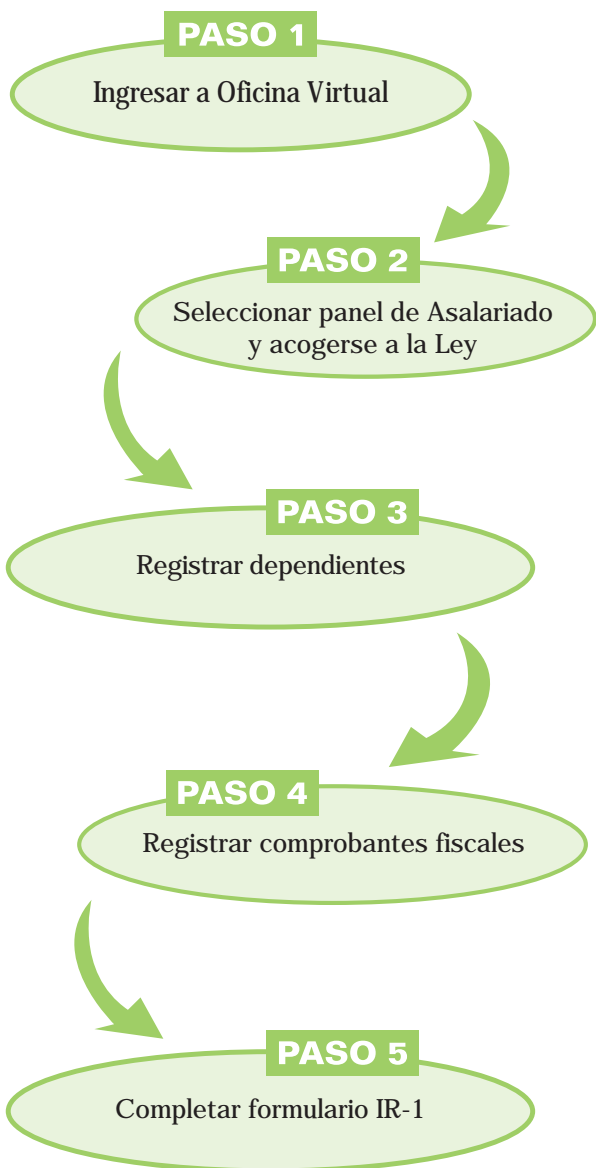 PASO 1
Ingresar a Oficina Virtual
PASO 2
Seleccionar panel de Asalariado
y acogerse a la Ley
PASO 3
Registrar dependientes
PASO 4
Registrar comprobantes fiscales
PASO 5
Completar formulario IR-1